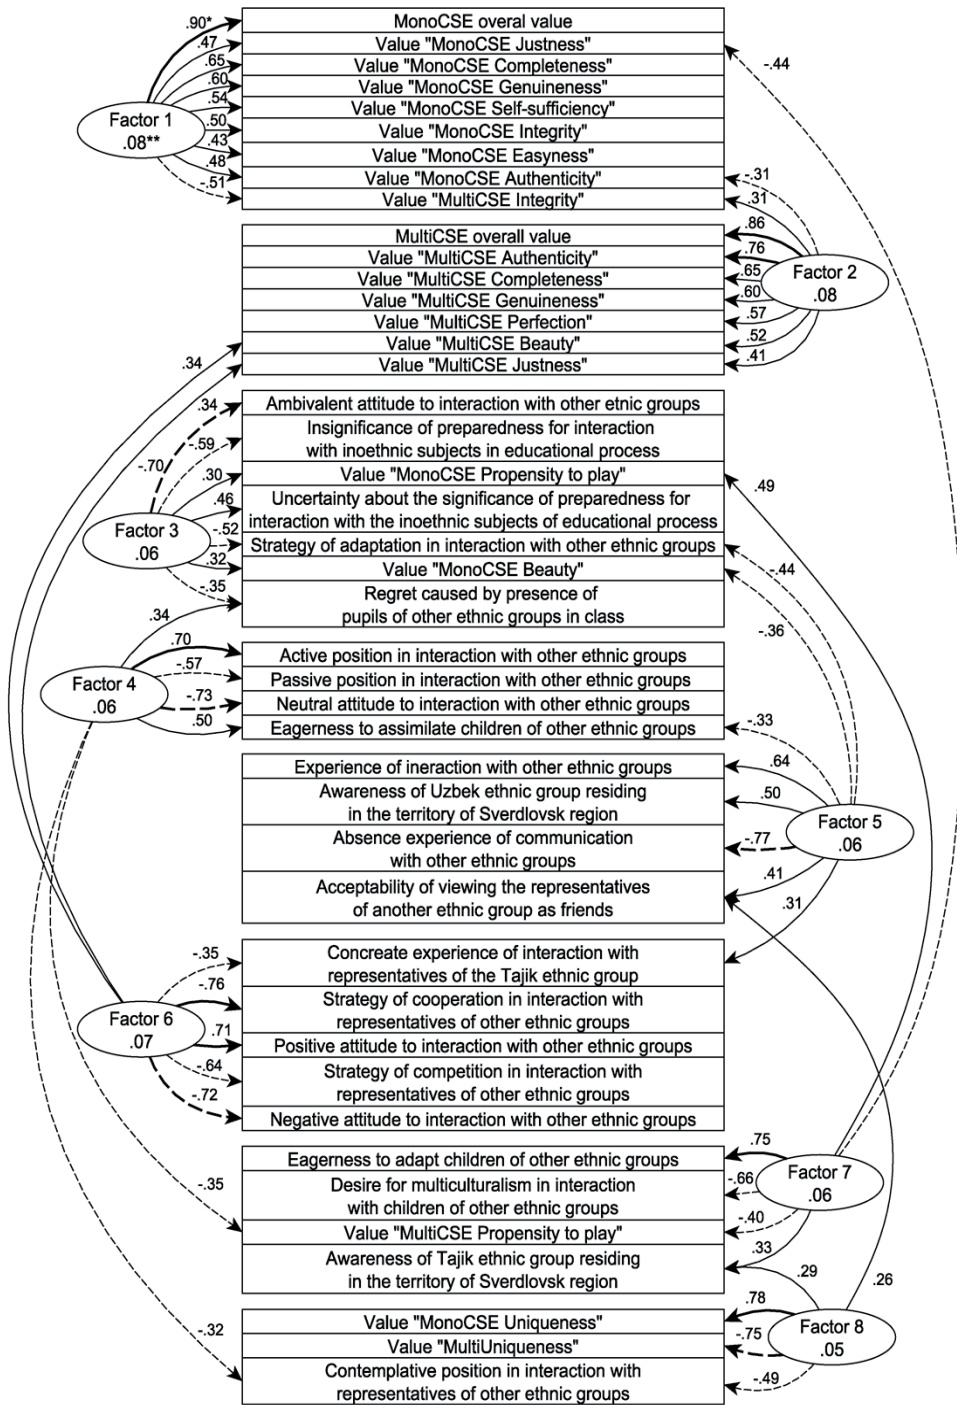 .90*
MonoCSE overal value
.47
Value "MonoCSE Justness"
-.44
.65
Value "MonoCSE Completeness"
.60
Value "MonoCSE Genuineness"
.54
Value "MonoCSE Self-sufficiency"
Factor 1
.08**
.50
Value "MonoCSE Integrity"
.43
Value "MonoCSE Easyness"
.48
Value "MonoCSE Authenticity"
-.31
-.51
Value "MultiCSE Integrity"
.31
.86
MultiCSE overall value
.76
Value "MultiCSE Authenticity"
.65
Value "MultiCSE Completeness"
Factor 2
.08
.60
Value "MultiCSE Genuineness"
.57
Value "MultiCSE Perfection"
.52
Value "MultiCSE Beauty"
.41
Value "MultiCSE Justness"
.34
.34
Ambivalent attitude to interaction with other etnic groups
-.70
-.59
Insignificance of preparedness for interaction
with inoethnic subjects in educational process
.30
Value "MonoCSE Propensity to play"
.49
.46
Uncertainty about the significance of preparedness for
interaction with the inoethnic subjects of educational process
Factor 3
.06
-.52
Strategy of adaptation in interaction with other ethnic groups
-.44
.32
Value "MonoCSE Beauty"
-.36
-.35
Regret caused by presence of
pupils of other ethnic groups in class
.34
.70
Active position in interaction with other ethnic groups
-.57
Passive position in interaction with other ethnic groups
Factor 4
.06
-.73
Neutral attitude to interaction with other ethnic groups
.50
Eagerness to assimilate children of other ethnic groups
-.33
Experience of ineraction with other ethnic groups
.64
Awareness of Uzbek ethnic group residing
in the territory of Sverdlovsk region
.50
Factor 5
.06
Absence experience of communication
with other ethnic groups
-.77
Acceptability of viewing the representatives
of another ethnic group as friends
.41
.31
-.35
Concreate experience of interaction with
representatives of the Tajik ethnic group
-.76
Strategy of cooperation in interaction with
representatives of other ethnic groups
Factor 6
.07
.71
Positive attitude to interaction with other ethnic groups
-.64
Strategy of competition in interaction with
representatives of other ethnic groups
-.72
Negative attitude to interaction with other ethnic groups
Eagerness to adapt children of other ethnic groups
.75
Factor 7
.06
-.35
Desire for multiculturalism in interaction
with children of other ethnic groups
-.66
Value "MultiCSE Propensity to play"
-.40
Awareness of Tajik ethnic group residing
in the territory of Sverdlovsk region
.33
.29
.26
-.32
Value "MonoCSE Uniqueness"
.78
Factor 8
.05
Value "MultiUniqueness"
-.75
Contemplative position in interaction with
representatives of other ethnic groups
-.49